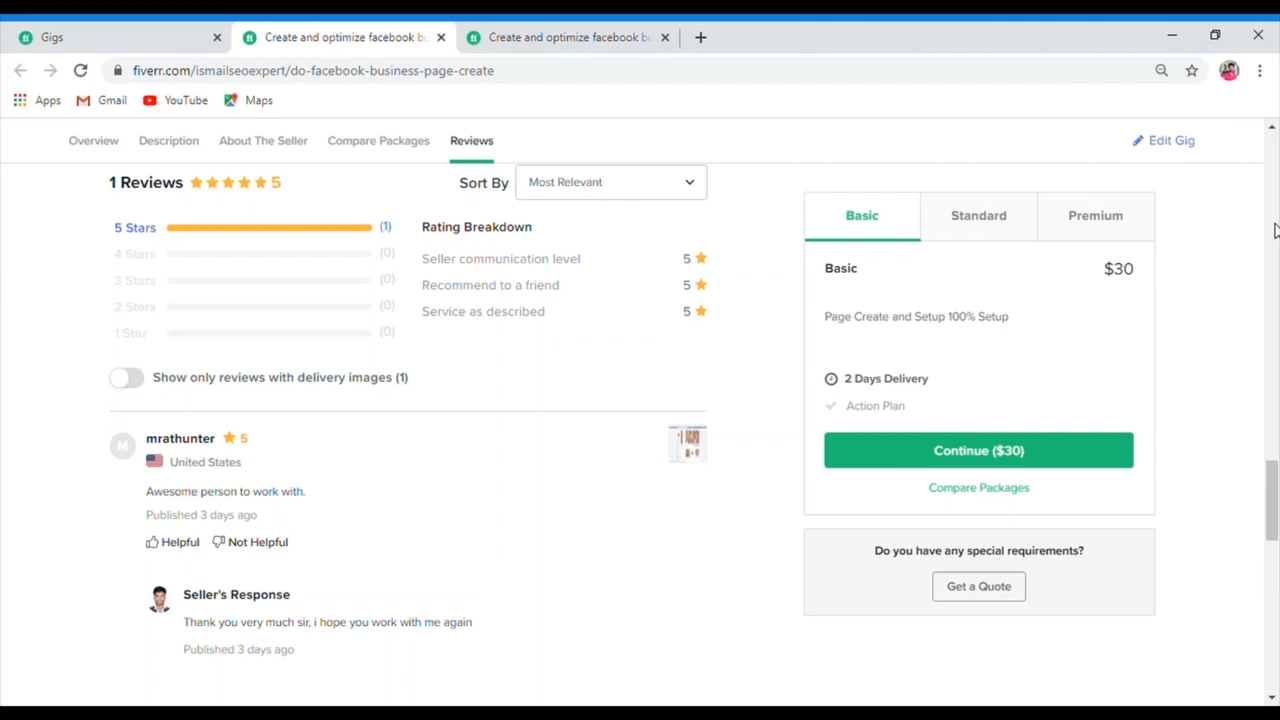 Gigs
Create and optimize facebook bu
Create and optimize facebook bu
fiverr.com/ismailseoexpert/do-facebook-business-page-create
Apps
Gmail
YouTube
Maps
Overview
Description
About The Seller
Compare Packages
Reviews
Edit Gig
1 Reviews 5
Sort By
Most Relevant
5 Stars (1)
4 Stars (0)
3 Stars (0)
2 Stars (0)
1 Star (0)
Rating Breakdown
Seller communication level 5
Recommend to a friend 5
Service as described 5
Show only reviews with delivery images (1)
M
mrathunter 5
United States
Awesome person to work with.
Published 3 days ago
Helpful
Not Helpful
Seller's Response
Thank you very much sir, i hope you work with me again
Published 3 days ago
Basic
Standard
Premium
Basic $30
Page Create and Setup 100% Setup
2 Days Delivery
Action Plan
Continue ($30)
Compare Packages
Do you have any special requirements?
Get a Quote